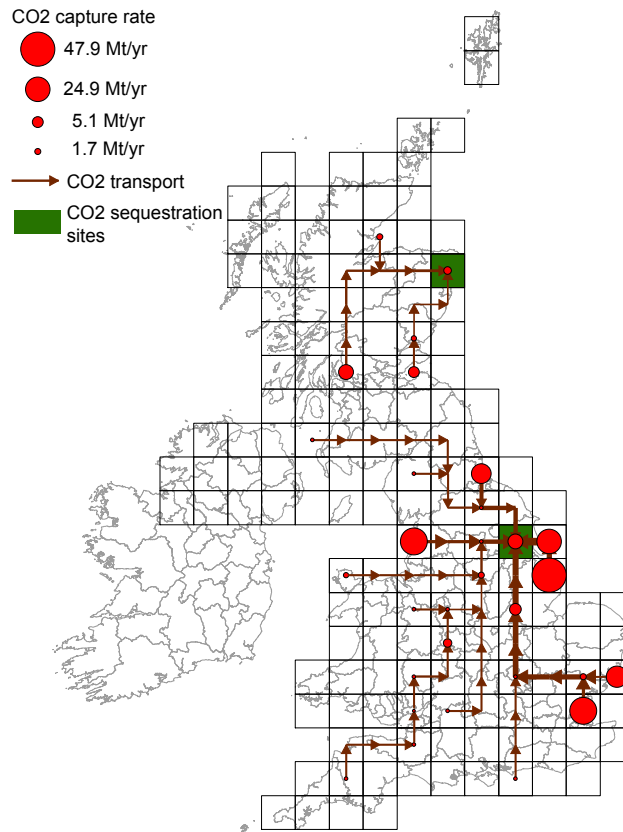 CO2 capture rate
47.9 Mt/yr
24.9 Mt/yr
5.1 Mt/yr
1.7 Mt/yr
CO2 transport
CO2 sequestration
sites